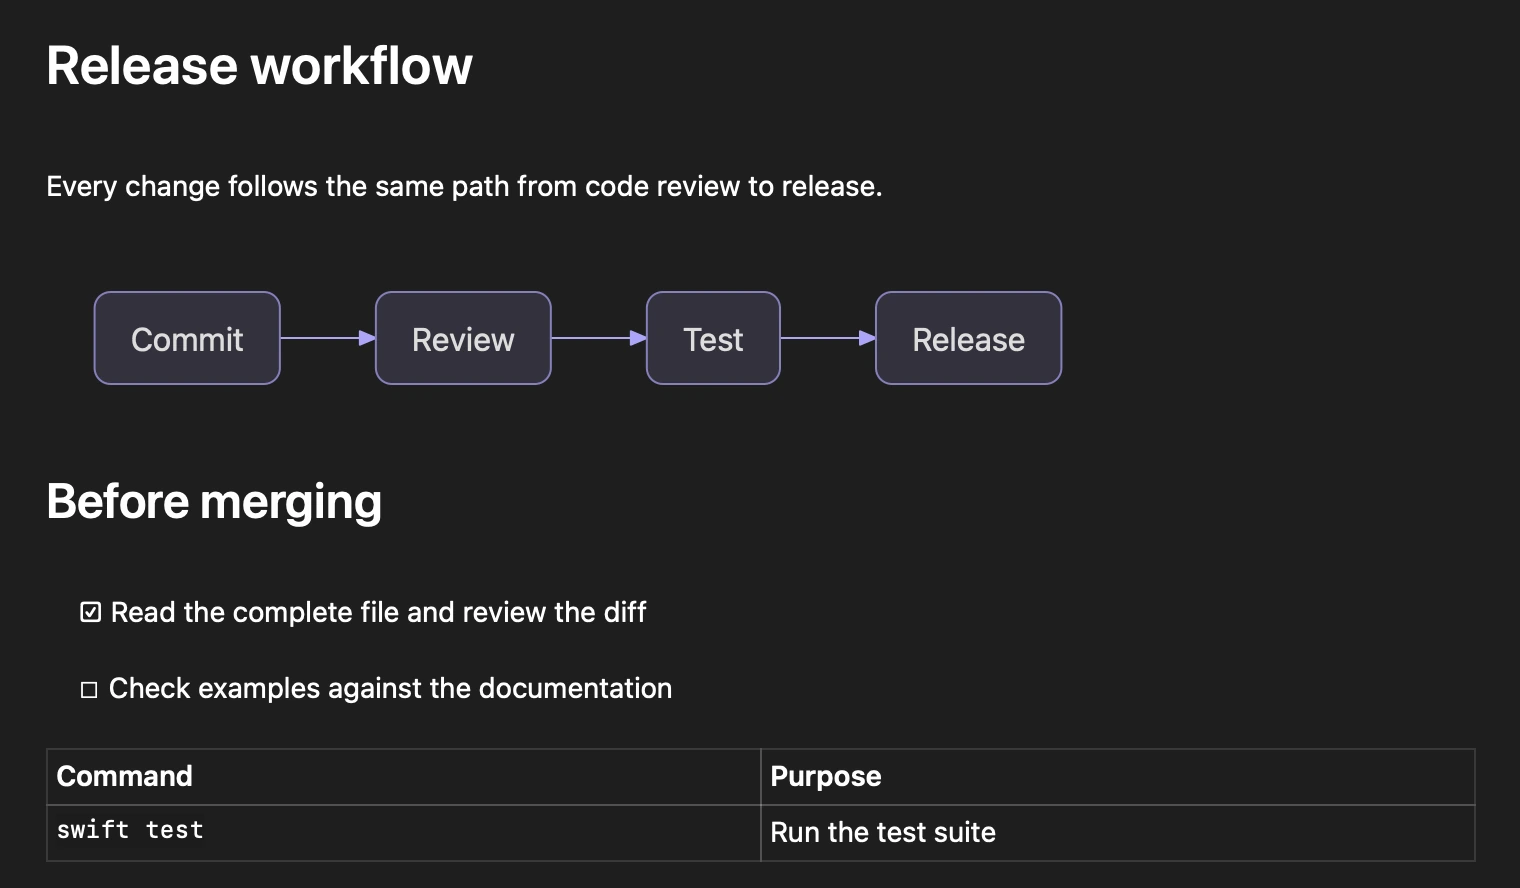 Release workflow
Every change follows the same path from code review to release.
Commit
Review
Test
Release
Before merging
Read the complete file and review the diff
Check examples against the documentation
Command Purpose
swift test Run the test suite